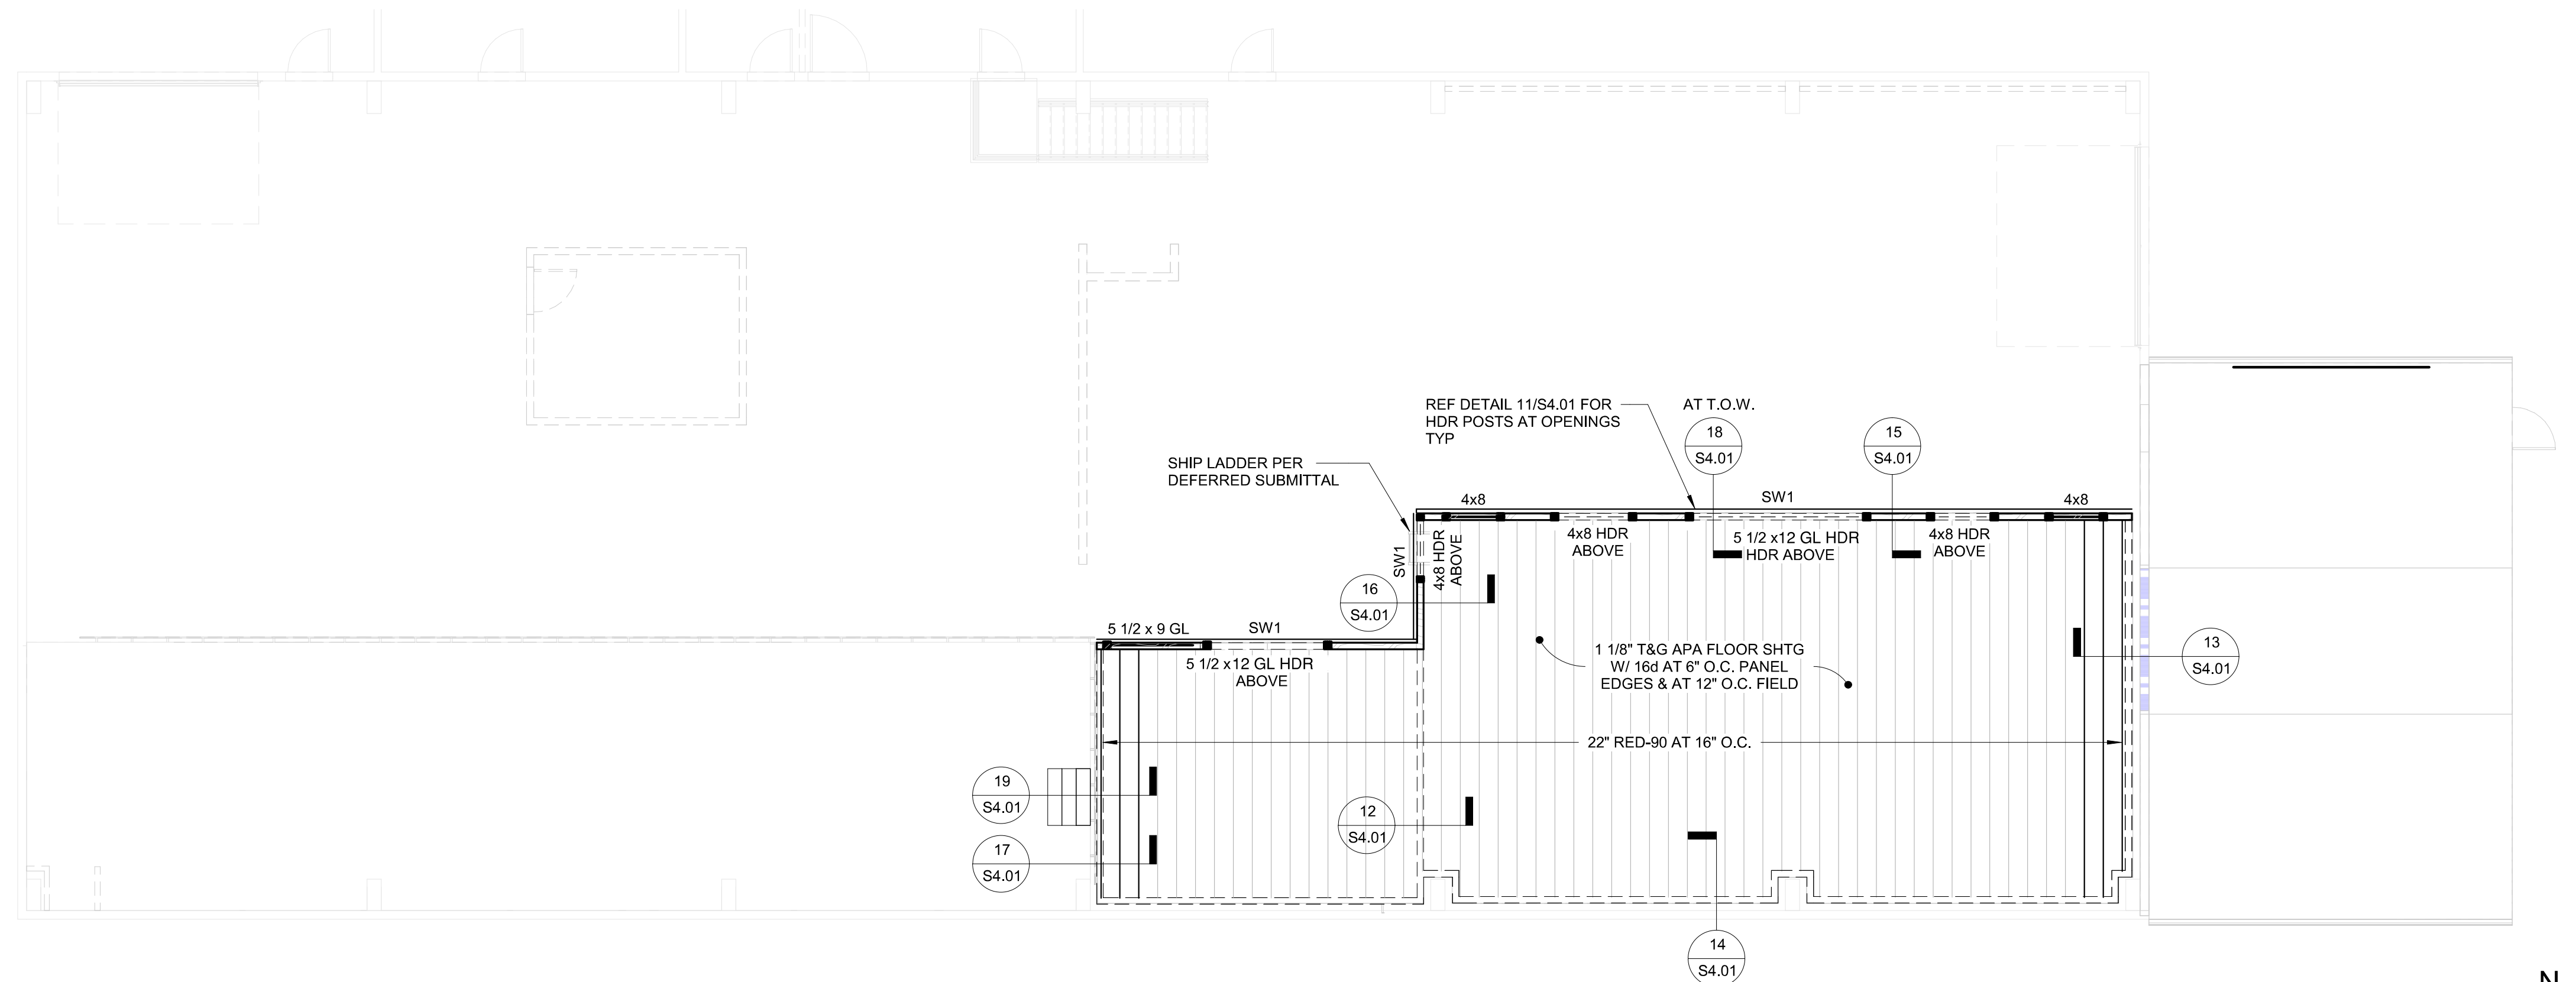 REF DETAIL 11/S4.01 FOR
HDR POSTS AT OPENINGS
TYP
AT T.O.W.
18
S4.01
15
S4.01
SHIP LADDER PER
DEFERRED SUBMITTAL
4x8
SW1
4x8
4x8 HDR
ABOVE
5 1/2 x12 GL HDR
HDR ABOVE
4x8 HDR
ABOVE
SW1
4x8 HDR
ABOVE
16
S4.01
5 1/2 x 9 GL
SW1
5 1/2 x12 GL HDR
ABOVE
1 1/8" T&G APA FLOOR SHTG
W/ 16d AT 6" O.C. PANEL
EDGES & AT 12" O.C. FIELD
13
S4.01
22" RED-90 AT 16" O.C.
19
S4.01
12
S4.01
17
S4.01
14
S4.01
N